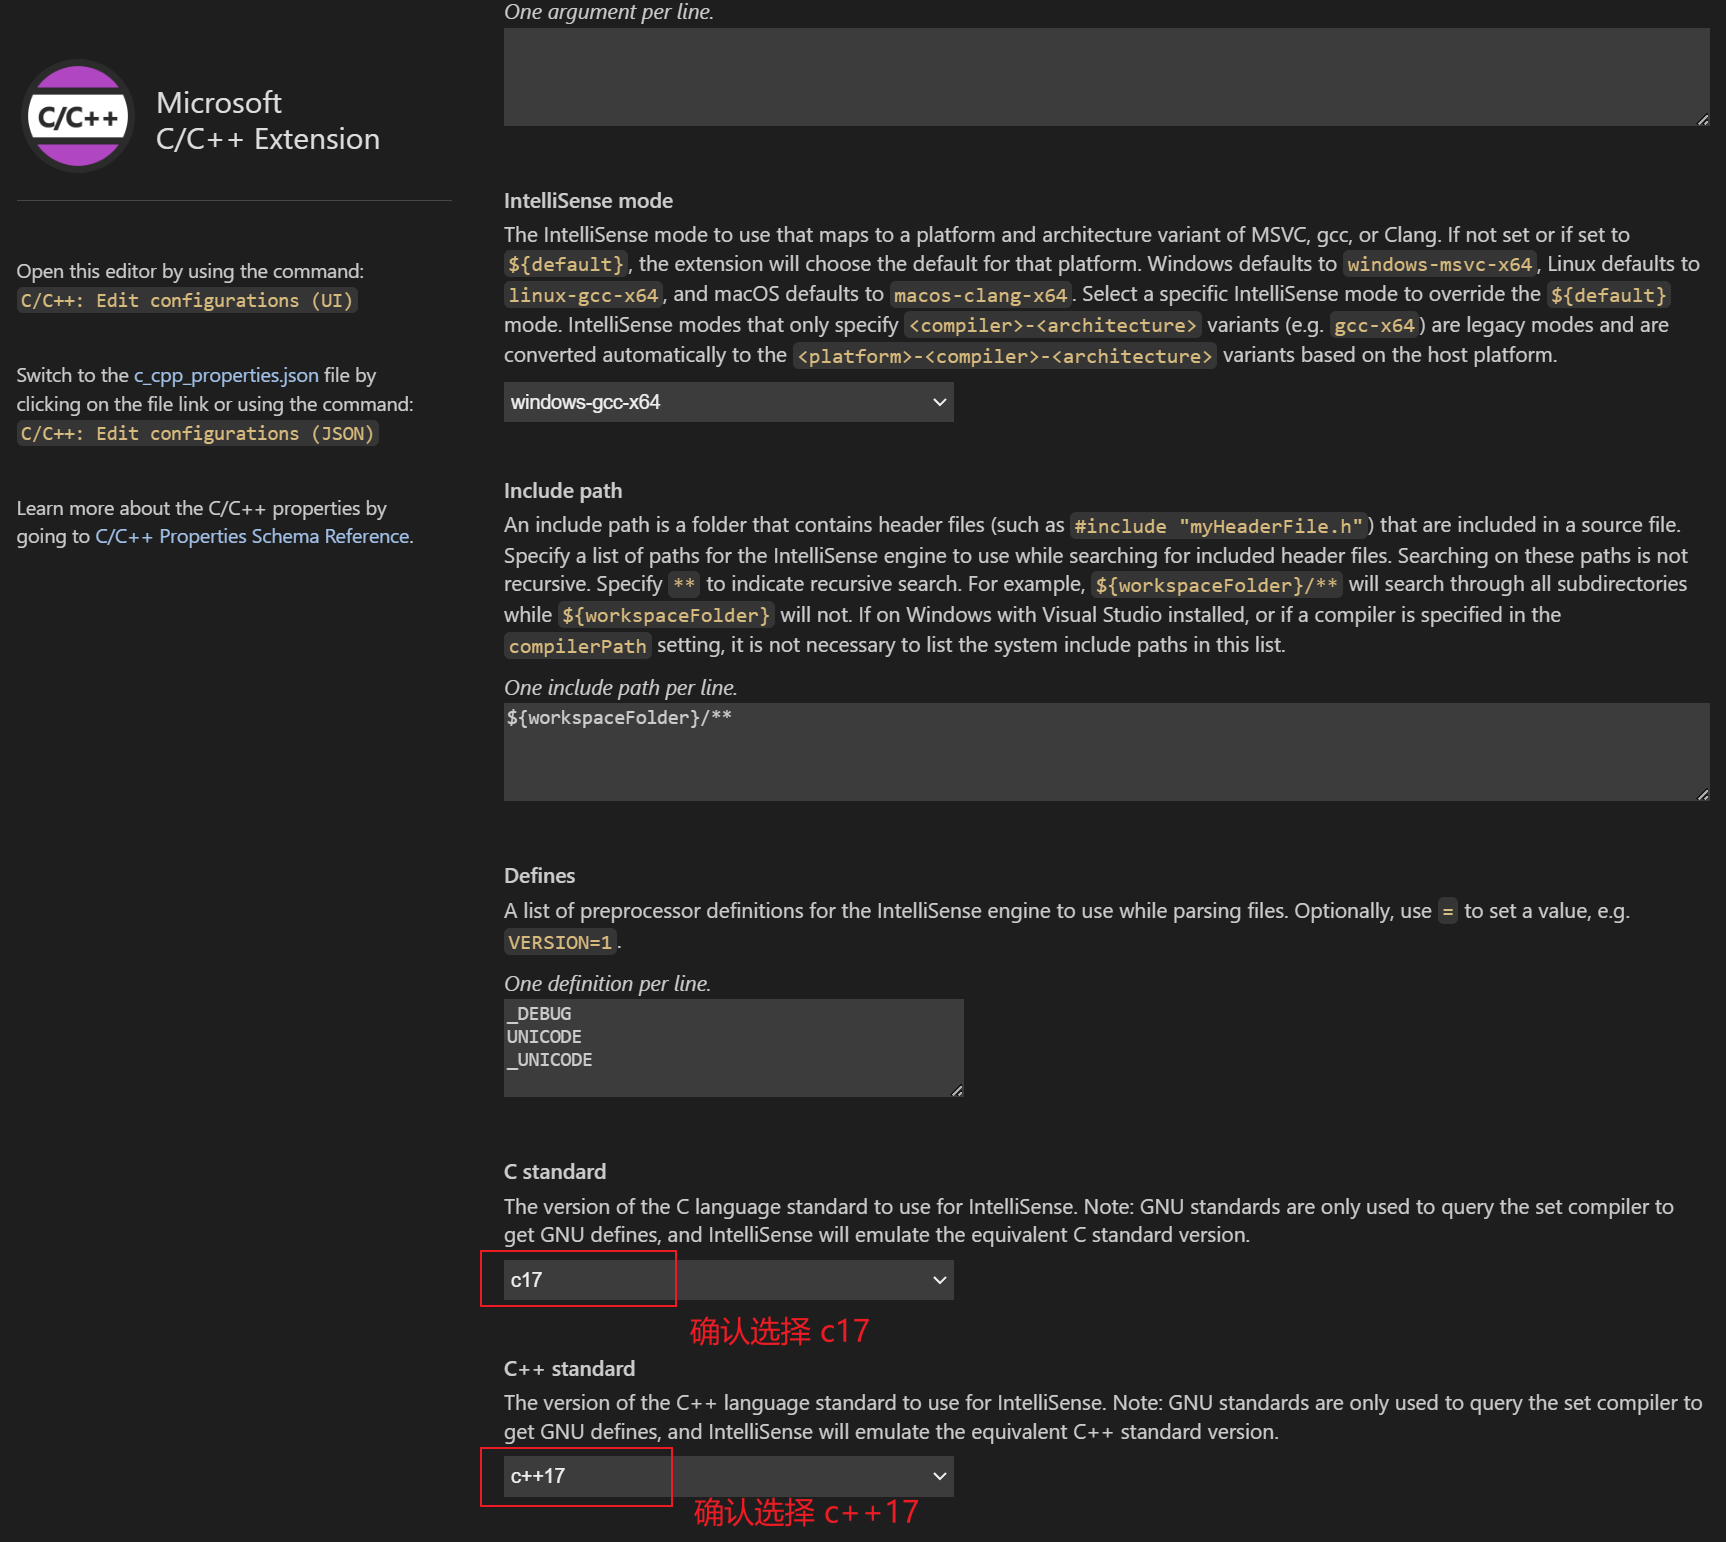 One argument per line.
C/C++
Microsoft
C/C++ Extension
Open this editor by using the command:
C/C++: Edit configurations (UI)
Switch to the c_cpp_properties.json file by
clicking on the file link or using the command:
C/C++: Edit configurations (JSON)
Learn more about the C/C++ properties by
going to C/C++ Properties Schema Reference.
IntelliSense mode
The IntelliSense mode to use that maps to a platform and architecture variant of MSVC, gcc, or Clang. If not set or if set to
${default}, the extension will choose the default for that platform. Windows defaults to windows-msvc-x64, Linux defaults to
linux-gcc-x64, and macOS defaults to macos-clang-x64. Select a specific IntelliSense mode to override the ${default}
mode. IntelliSense modes that only specify <compiler>-<architecture> variants (e.g. gcc-x64) are legacy modes and are
converted automatically to the <platform>-<compiler>-<architecture> variants based on the host platform.
windows-gcc-x64
Include path
An include path is a folder that contains header files (such as #include "myHeaderFile.h") that are included in a source file.
Specify a list of paths for the IntelliSense engine to use while searching for included header files. Searching on these paths is not
recursive. Specify ** to indicate recursive search. For example, ${workspaceFolder}/** will search through all subdirectories
while ${workspaceFolder} will not. If on Windows with Visual Studio installed, or if a compiler is specified in the
compilerPath setting, it is not necessary to list the system include paths in this list.
One include path per line.
${workspaceFolder}/**
Defines
A list of preprocessor definitions for the IntelliSense engine to use while parsing files. Optionally, use = to set a value, e.g.
VERSION=1.
One definition per line.
_DEBUG
UNICODE
_UNICODE
C standard
The version of the C language standard to use for IntelliSense. Note: GNU standards are only used to query the set compiler to
get GNU defines, and IntelliSense will emulate the equivalent C standard version.
c17
确认选择 c17
C++ standard
The version of the C++ language standard to use for IntelliSense. Note: GNU standards are only used to query the set compiler to
get GNU defines, and IntelliSense will emulate the equivalent C++ standard version.
c++17
确认选择 c++17